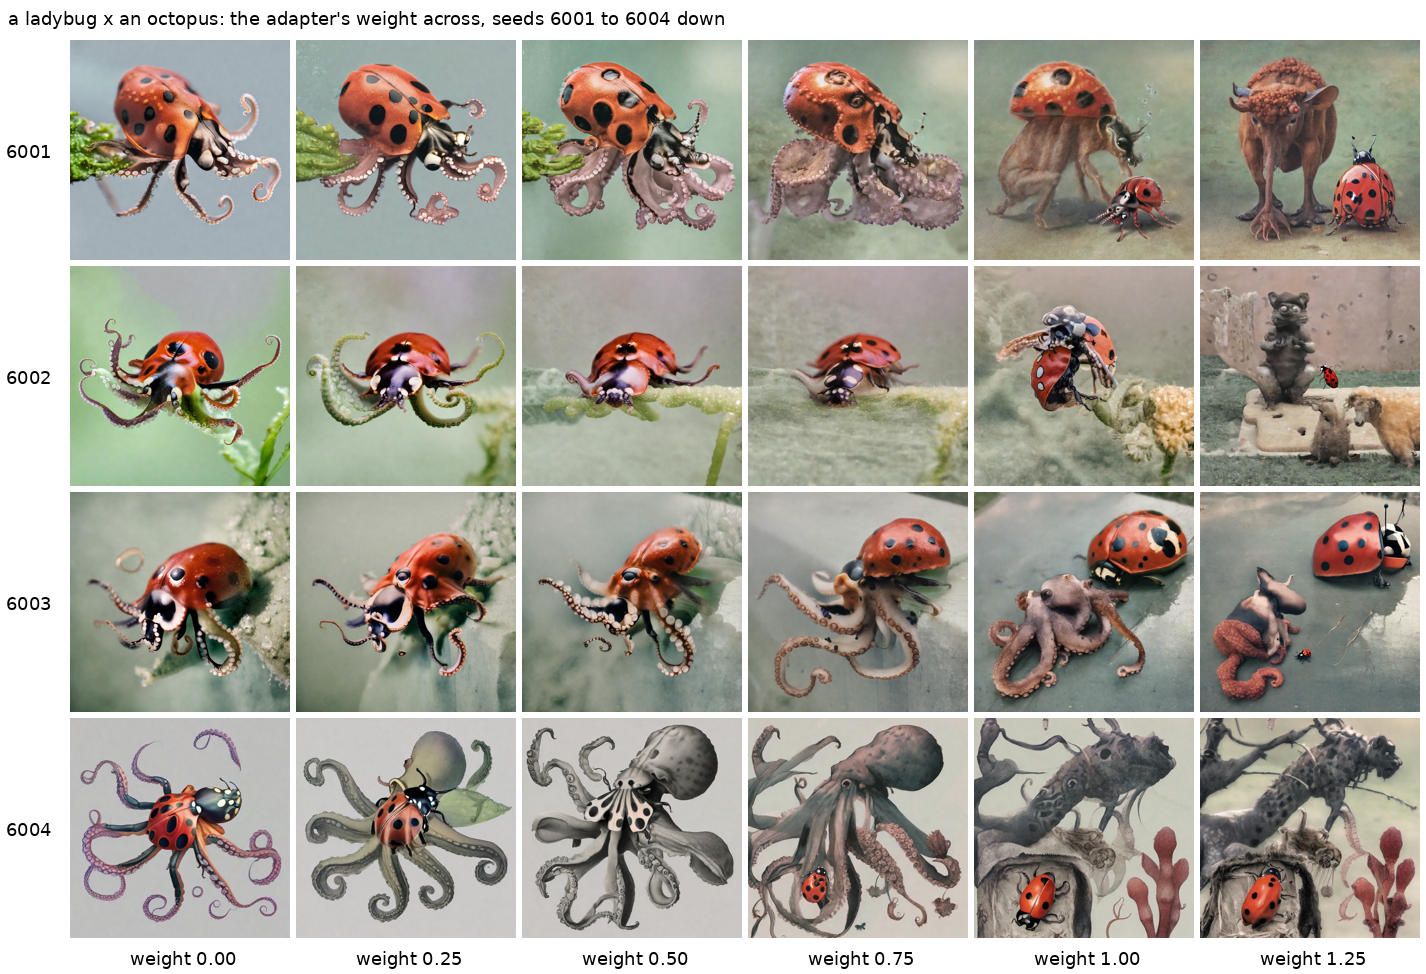 a ladybug x an octopus: the adapter's weight across, seeds 6001 to 6004 down
6001
6002
6003
6004
weight 0.00
weight 0.25
weight 0.50
weight 0.75
weight 1.00
weight 1.25